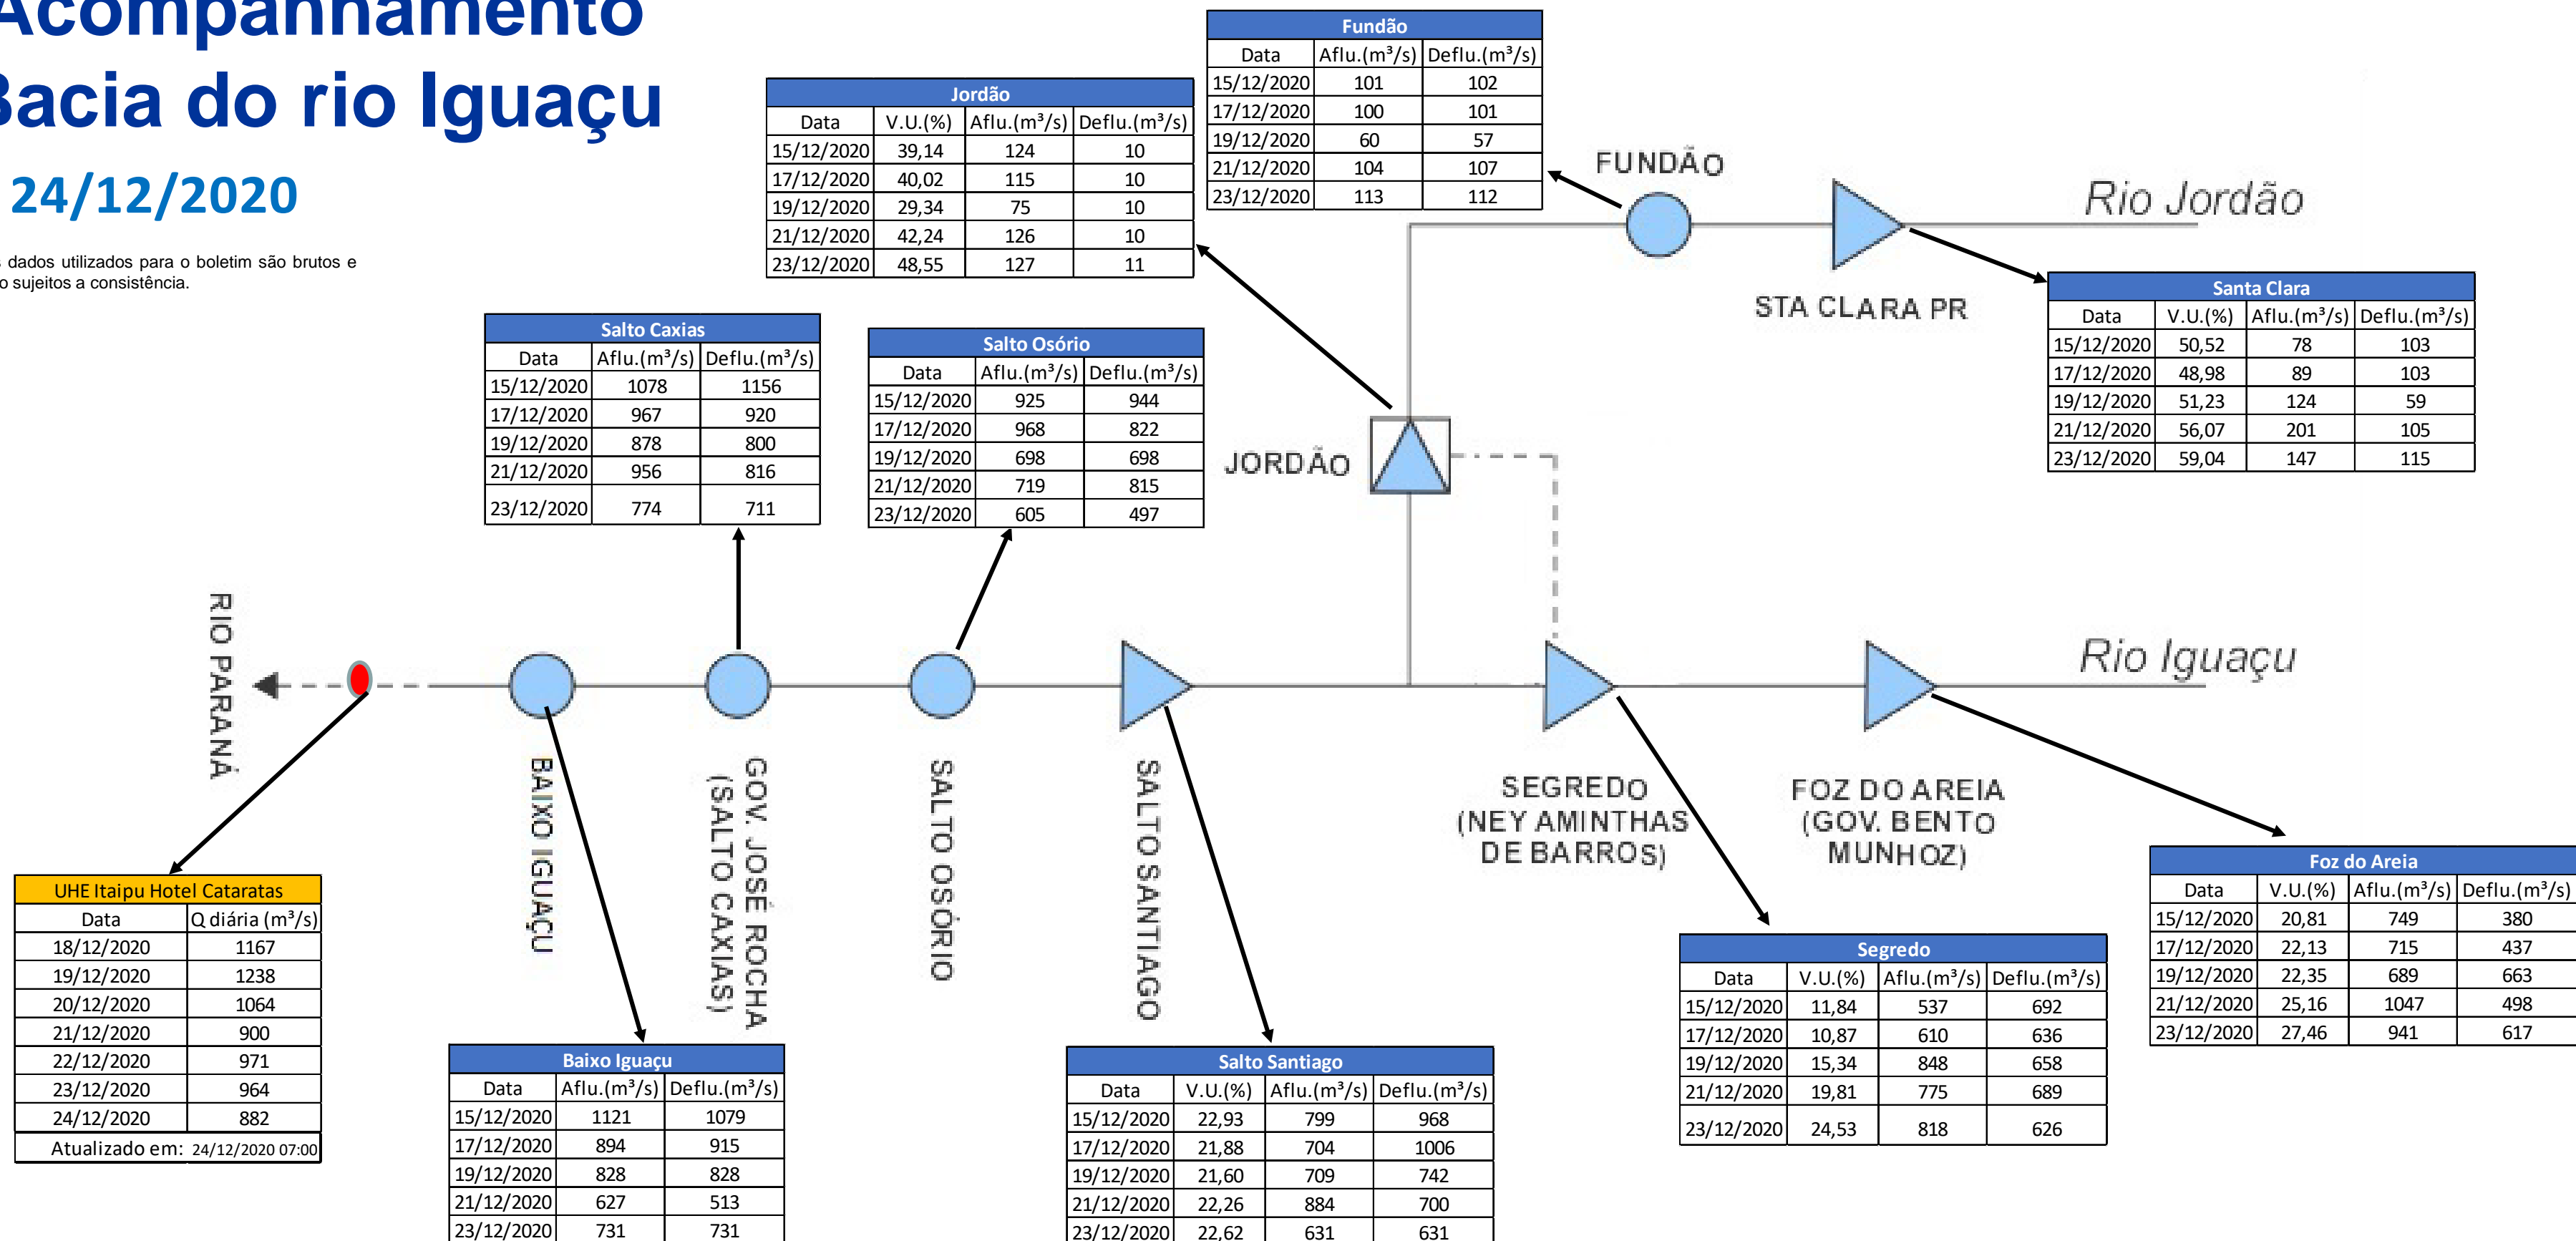 Acompanhamento
Bacia do rio Iguaçu
24/12/2020
dados utilizados para o boletim são brutos e
sujeitos a consistência.
Fundão
Data Aflu.(m³/s) Deflu.(m³/s)
15/12/2020 101 102
17/12/2020 100 101
19/12/2020 60 57
21/12/2020 104 107
23/12/2020 113 112
Jordão
Data V.U.(%) Aflu.(m³/s) Deflu.(m³/s)
15/12/2020 39,14 124 10
17/12/2020 40,02 115 10
19/12/2020 29,34 75 10
21/12/2020 42,24 126 10
23/12/2020 48,55 127 11
FUNDÃO
Rio Jordão
STA CLARA PR
Santa Clara
Data V.U.(%) Aflu.(m³/s) Deflu.(m³/s)
15/12/2020 50,52 78 103
17/12/2020 48,98 89 103
19/12/2020 51,23 124 59
21/12/2020 56,07 201 105
23/12/2020 59,04 147 115
Salto Caxias
Data Aflu.(m³/s) Deflu.(m³/s)
15/12/2020 1078 1156
17/12/2020 967 920
19/12/2020 878 800
21/12/2020 956 816
23/12/2020 774 711
Salto Osório
Data Aflu.(m³/s) Deflu.(m³/s)
15/12/2020 925 944
17/12/2020 968 822
19/12/2020 698 698
21/12/2020 719 815
23/12/2020 605 497
JORDÃO
RIO PARANÁ
Rio Iguaçu
BAIXO IGUAÇU
GOV. JOSÉ ROCHA
(SALTO CAXIAS)
SALTO OSÓRIO
SALTO SANTIAGO
SEGREDO
(NEY AMINTHAS
DE BARROS)
FOZ DO AREIA
(GOV. BENTO
MUNHOZ)
Foz do Areia
Data V.U.(%) Aflu.(m³/s) Deflu.(m³/s)
15/12/2020 20,81 749 380
17/12/2020 22,13 715 437
19/12/2020 22,35 689 663
21/12/2020 25,16 1047 498
23/12/2020 27,46 941 617
UHE Itaipu Hotel Cataratas
Data Q diária (m³/s)
18/12/2020 1167
19/12/2020 1238
20/12/2020 1064
21/12/2020 900
22/12/2020 971
23/12/2020 964
24/12/2020 882
Atualizado em: 24/12/2020 07:00
Segredo
Data V.U.(%) Aflu.(m³/s) Deflu.(m³/s)
15/12/2020 11,84 537 692
17/12/2020 10,87 610 636
19/12/2020 15,34 848 658
21/12/2020 19,81 775 689
23/12/2020 24,53 818 626
Baixo Iguaçu
Data Aflu.(m³/s) Deflu.(m³/s)
15/12/2020 1121 1079
17/12/2020 894 915
19/12/2020 828 828
21/12/2020 627 513
23/12/2020 731 731
Salto Santiago
Data V.U.(%) Aflu.(m³/s) Deflu.(m³/s)
15/12/2020 22,93 799 968
17/12/2020 21,88 704 1006
19/12/2020 21,60 709 742
21/12/2020 22,26 884 700
23/12/2020 22,62 631 631